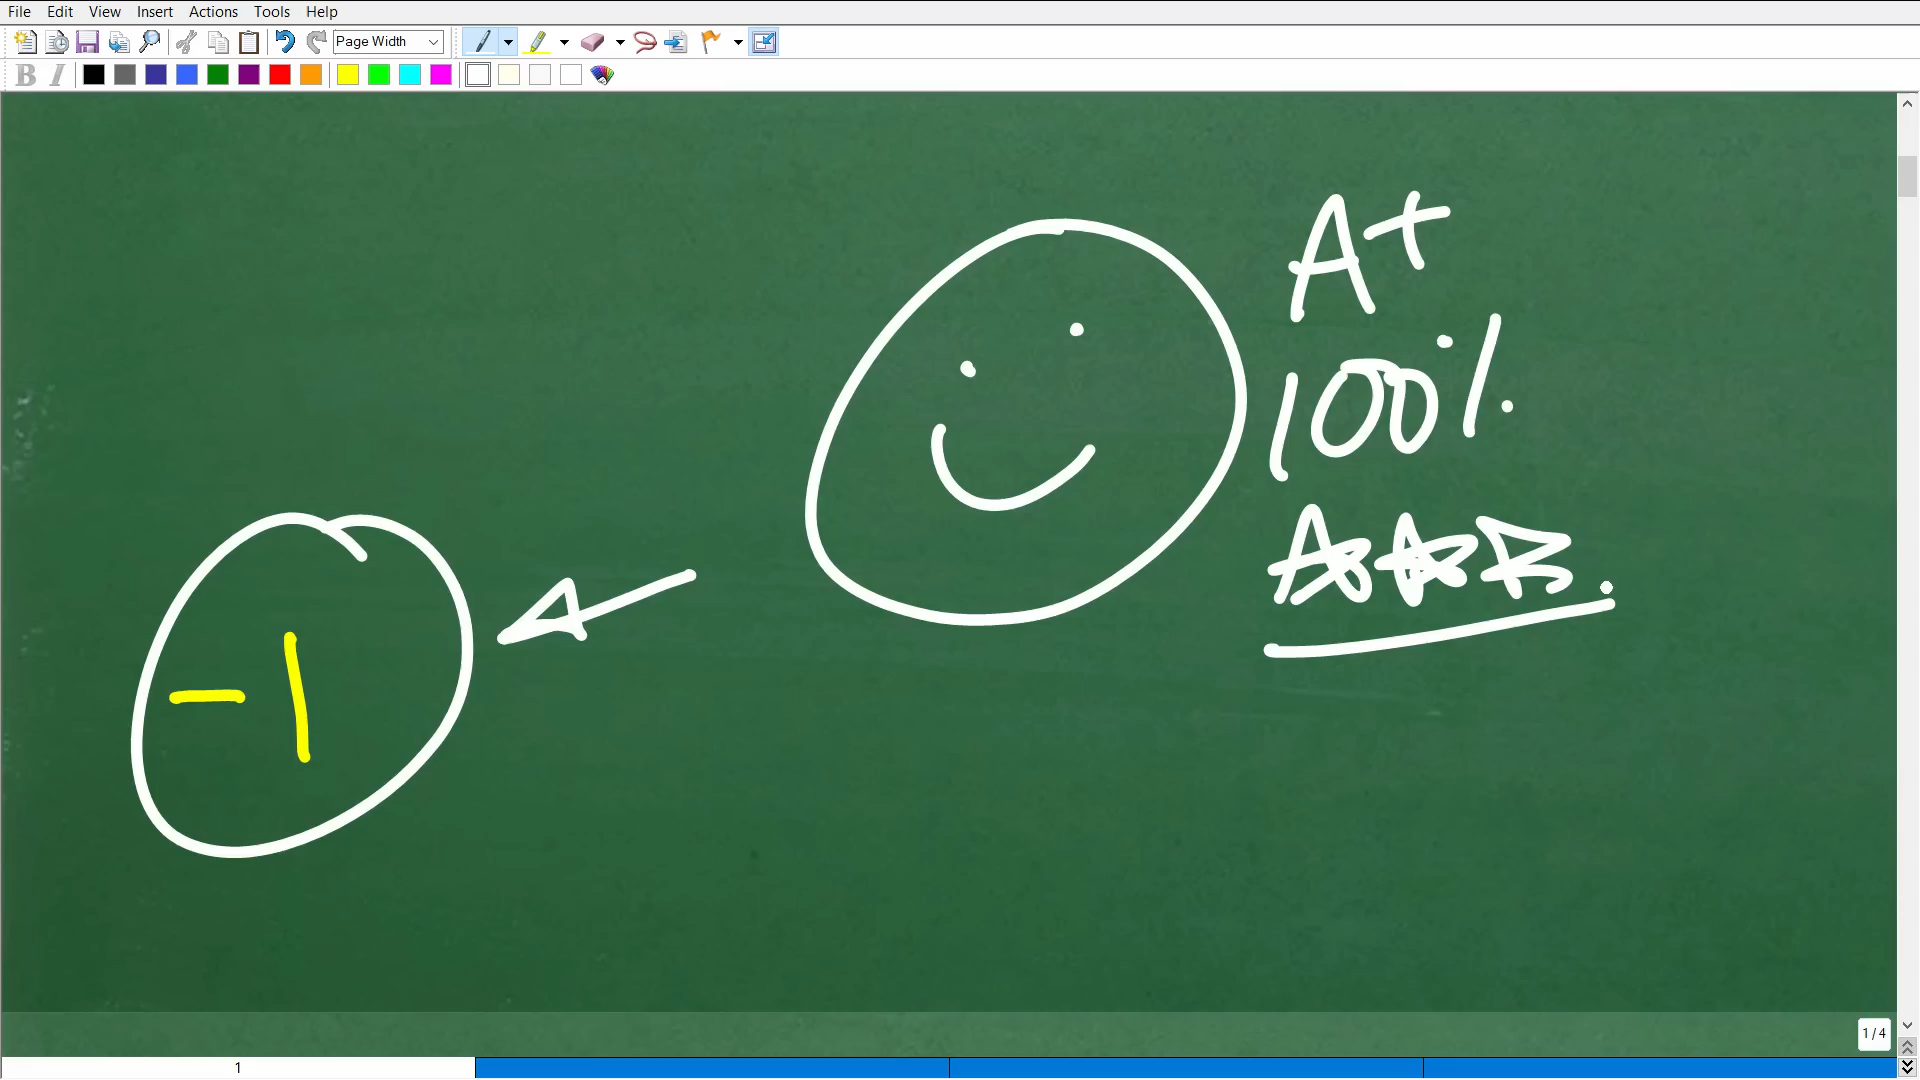 File Edit View Insert Actions Tools Help
Page Width
B I
A+
100%
-1
1 / 4
1